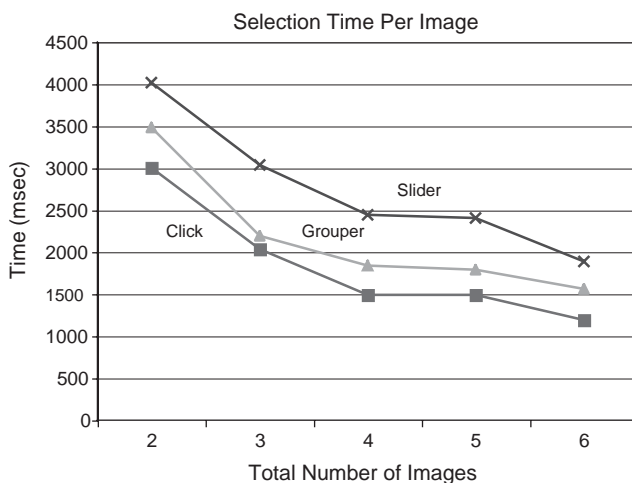 Selection Time Per Image
4500
4000
3500
3000
2500
2000
1500
1000
500
0
Time (msec)
Slider
Click
Grouper
2 3 4 5 6
Total Number of Images